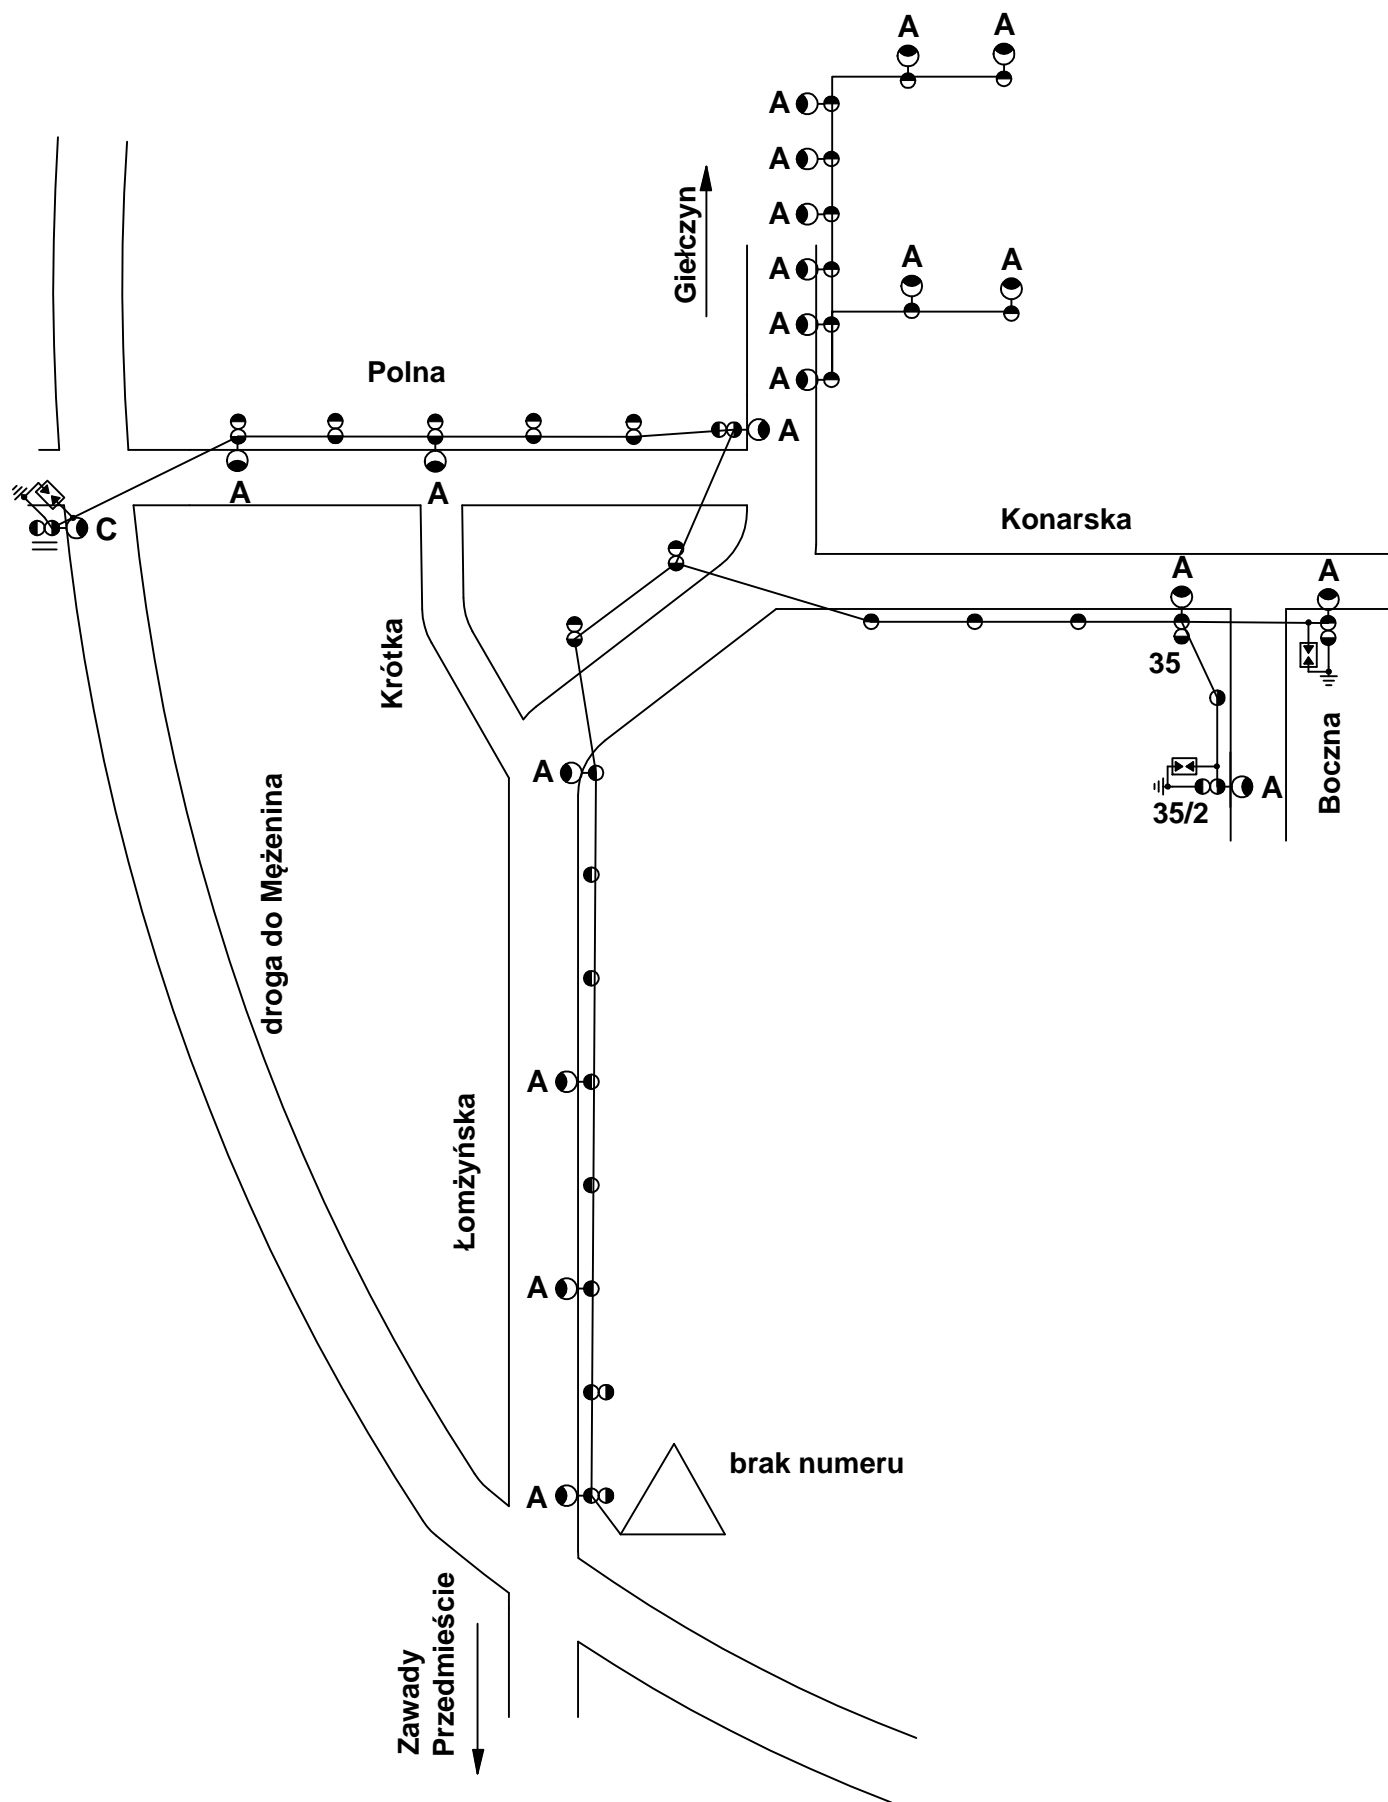 A A
A
A
A
Giełczyn
A
A A
A
A
Polna
A
A A
C
Konarska
A A
Krótka
35
A
A
35/2
Boczna
droga do Mężenina
A
Łomżyńska
A
brak numeru
A
Zawady
Przedmieście